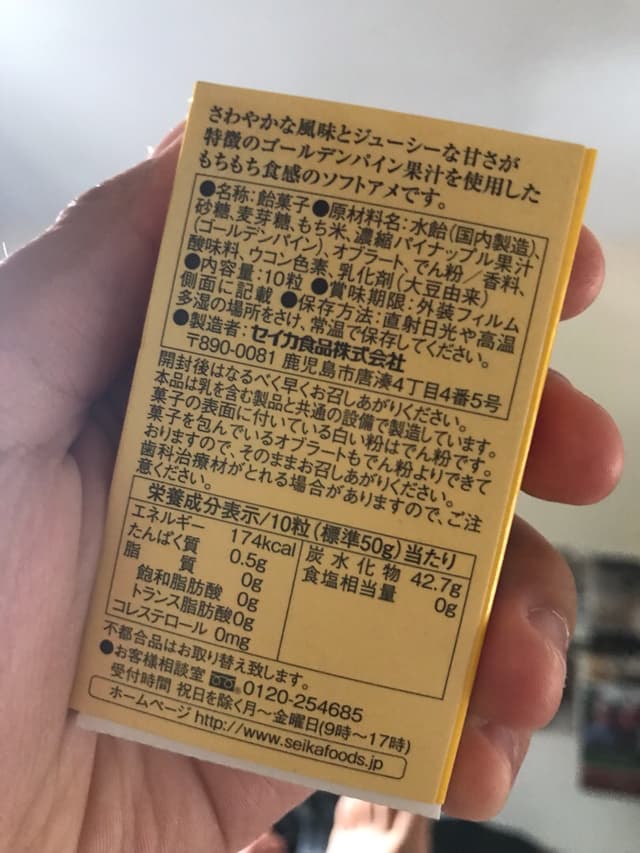 さわやかな風味とジューシーな甘さが
特徴のゴールデンパイン果汁を使用した
もちもち食感のソフトアメです。
●名称:飴菓子●原材料名:水飴(国内製造)、
砂糖、麦芽糖、もち米、濃縮パイナップル果汁
(ゴールデンパイン)、オブラート、でん粉/香料、
酸味料、ウコン色素、乳化剤(大豆由来)
●内容量:10粒●賞味期限:外装フィルム
側面に記載●保存方法:直射日光や高温
多湿の場所をさけ、常温で保存してください。
●製造者:セイカ食品株式会社
〒890-0081 鹿児島市唐湊4丁目4番5号
開封後はなるべく早くお召しあがりください。
本品は乳を含む製品と共通の設備で製造しています。
菓子の表面に付いている白い粉はでん粉です。
菓子を包んでいるオブラートもでん粉よりできて
おりますので、そのままお召しあがりください。
歯科治療材がとれる場合がありますので、ご注
意ください。
栄養成分表示/10粒(標準50g)当たり
エネルギー 174kcal
たんぱく質 0.5g
脂質 0g
飽和脂肪酸 0g
トランス脂肪酸 0g
コレステロール 0mg
炭水化物 42.7g
食塩相当量 0g
不都合品はお取り替え致します。
●お客様相談室 0120-254685
受付時間 祝日を除く月～金曜日(9時～17時)
ホームページ http://www.seikafoods.jp